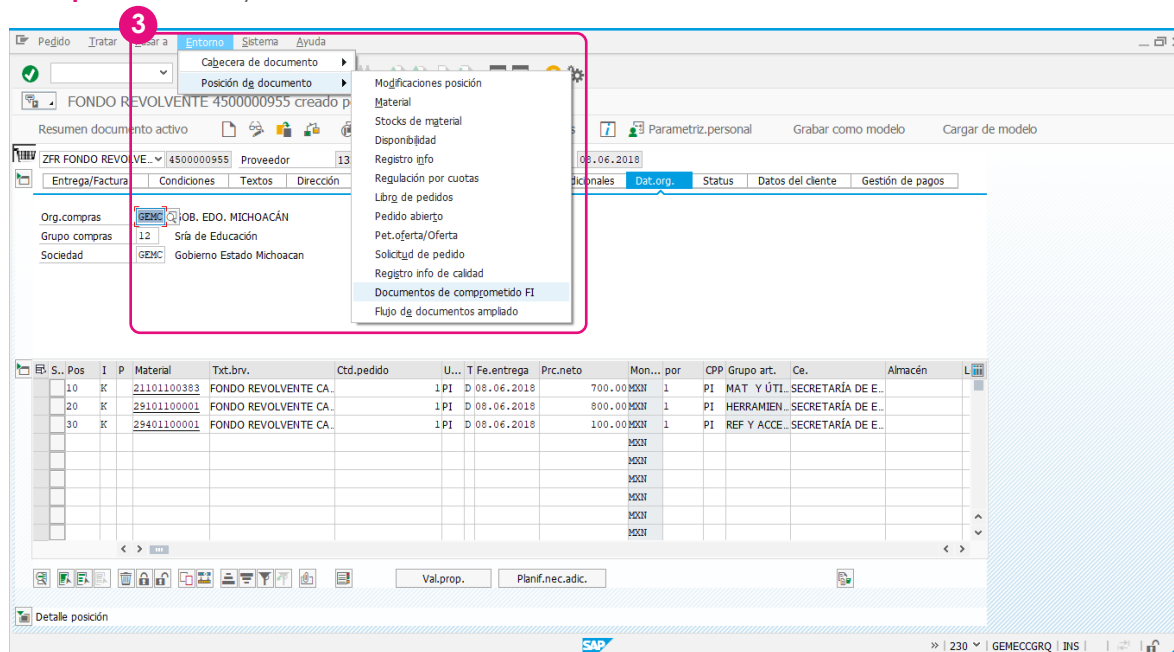 3
Pedido Tratar Pasar a Entorno Sistema Ayuda
Cabecera de documento
Posición de documento
Modificaciones posición
Material
Stocks de material
Disponibilidad
Registro info
Regulación por cuotas
Libro de pedidos
Pedido abierto
Pet.oferta/Oferta
Solicitud de pedido
Registro info de calidad
Documentos de comprometido FI
Flujo de documentos ampliado
FONDO REVOLVENTE 4500000955 creado p
Resumen documento activo Parametriz.personal Grabar como modelo Cargar de modelo
ZFR FONDO REVOLVE.. 4500000955 Proveedor 13 08.06.2018
Entrega/Factura Condiciones Textos Dirección dicionales Dat.org. Status Datos del cliente Gestión de pagos
Org.compras GEMC OB. EDO. MICHOACÁN
Grupo compras 12 Sría de Educación
Sociedad GEMC Gobierno Estado Michoacan
S.. Pos I P Material Txt.brv. Ctd.pedido U... T Fe.entrega Prc.neto Mon... por CPP Grupo art. Ce. Almacén L
10 K 21101100383 FONDO REVOLVENTE CA.. 1 PI D 08.06.2018 700.00 MXN 1 PI MAT Y ÚTI.. SECRETARÍA DE E..
20 K 29101100001 FONDO REVOLVENTE CA.. 1 PI D 08.06.2018 800.00 MXN 1 PI HERRAMIEN.. SECRETARÍA DE E..
30 K 29401100001 FONDO REVOLVENTE CA.. 1 PI D 08.06.2018 100.00 MXN 1 PI REF Y ACCE.. SECRETARÍA DE E..
MXN
MXN
MXN
MXN
MXN
MXN
Val.prop. Planif.nec.adic.
Detalle posición
SAP » 230 GEMECCGRQ INS